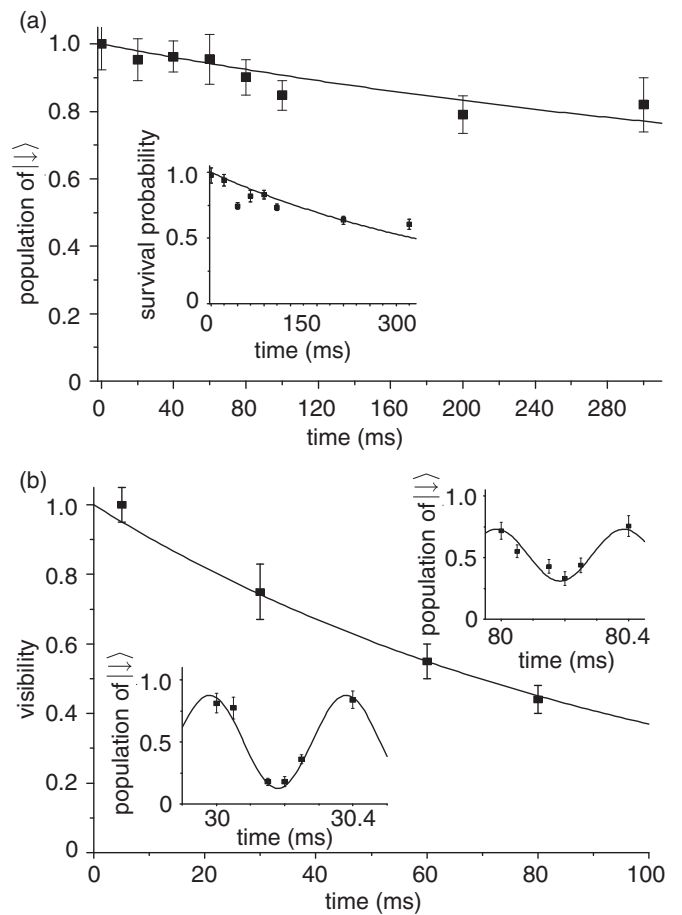 (a)
1.0
0.8
0.6
0.4
0.2
0
population of |↓⟩
0 40 80 120 160 200 240 280
time (ms)
survival probability
1.0
0.5
0
0 150 300
time (ms)
(b)
1.0
0.8
0.6
0.4
0.2
0
visibility
0 20 40 60 80 100
time (ms)
population of |↓⟩
1.0
0.5
0
80 80.4
time (ms)
population of |↓⟩
1.0
0.5
0
30 30.4
time (ms)